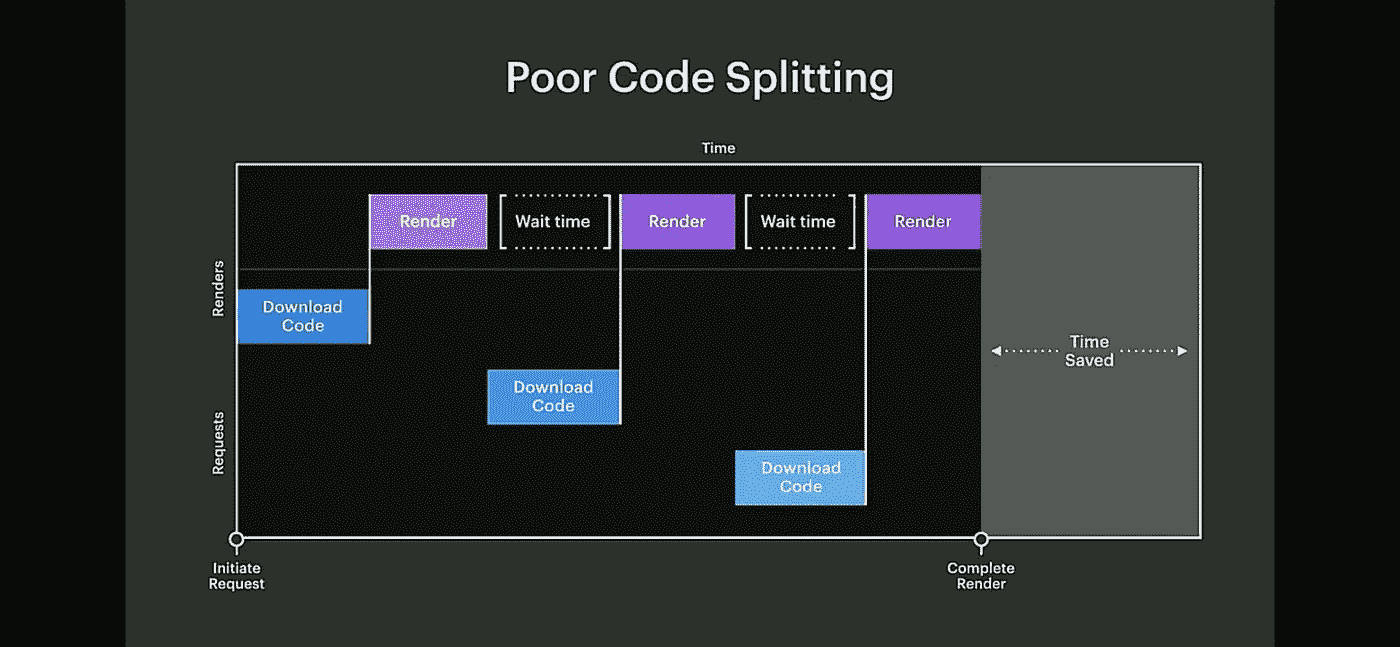 Poor Code Splitting
Time
Render
Wait time
Render
Wait time
Render
Renders
Download
Code
Time
Saved
Download
Code
Requests
Download
Code
Initiate
Request
Complete
Render